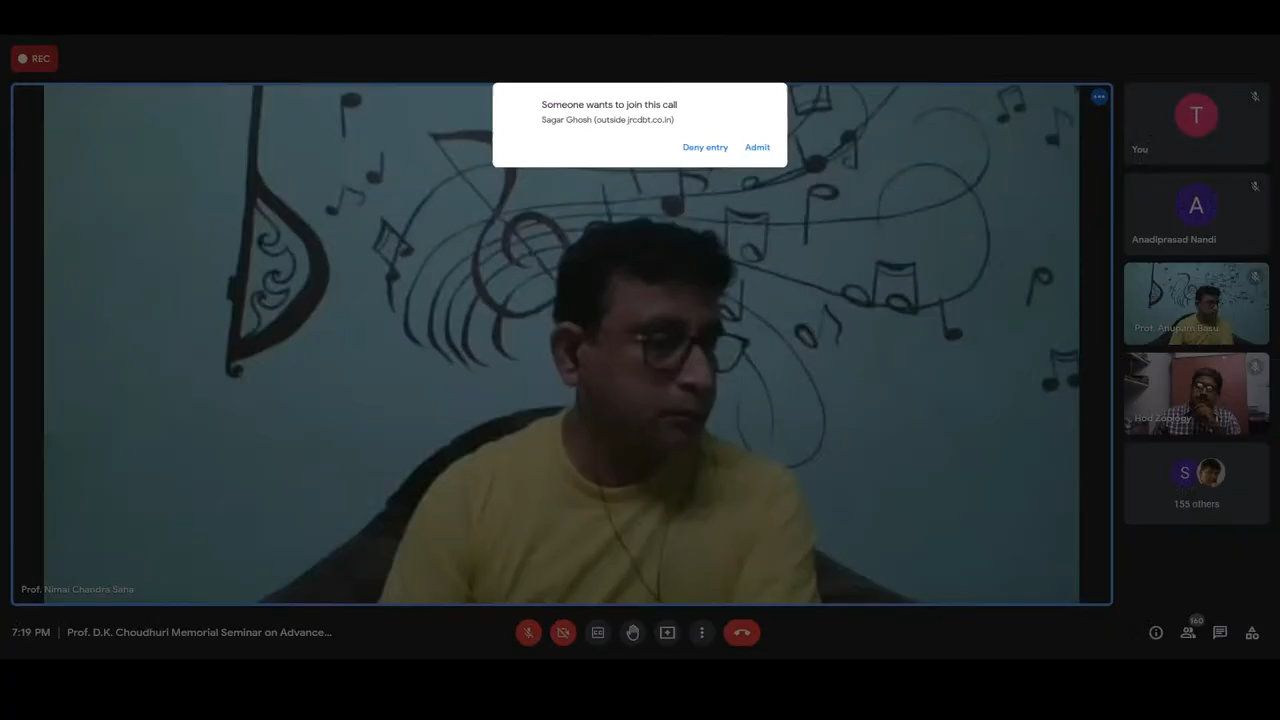 REC
Someone wants to join this call
Sagar Ghosh (outside jrcdbt.co.in)
Deny entry
Admit
T
You
A
Anadiprasad Nandi
Prof. Anupam Basu
Hod Zoology
S
155 others
Prof. Nimai Chandra Saha
7:19 PM | Prof. D.K. Choudhuri Memorial Seminar on Advance...
160